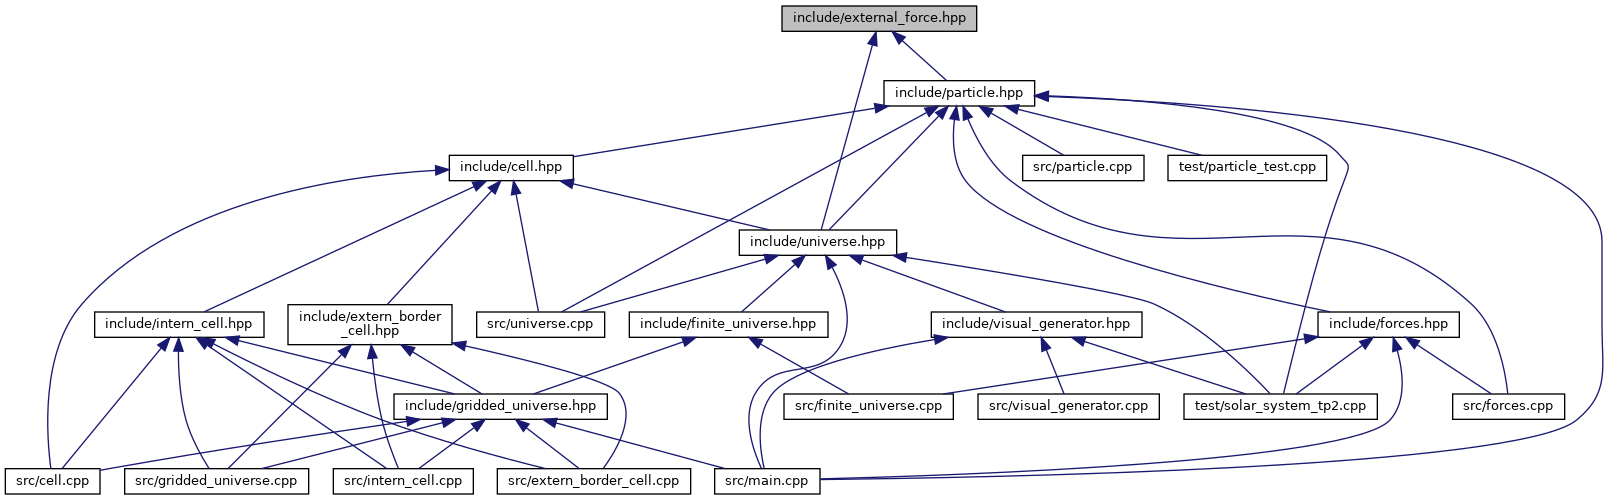 include/external_force.hpp
include/particle.hpp
include/cell.hpp
src/particle.cpp
test/particle_test.cpp
include/universe.hpp
include/intern_cell.hpp
include/extern_border
_cell.hpp
src/universe.cpp
include/finite_universe.hpp
include/visual_generator.hpp
include/forces.hpp
include/gridded_universe.hpp
src/finite_universe.cpp
src/visual_generator.cpp
test/solar_system_tp2.cpp
src/forces.cpp
src/cell.cpp
src/gridded_universe.cpp
src/intern_cell.cpp
src/extern_border_cell.cpp
src/main.cpp